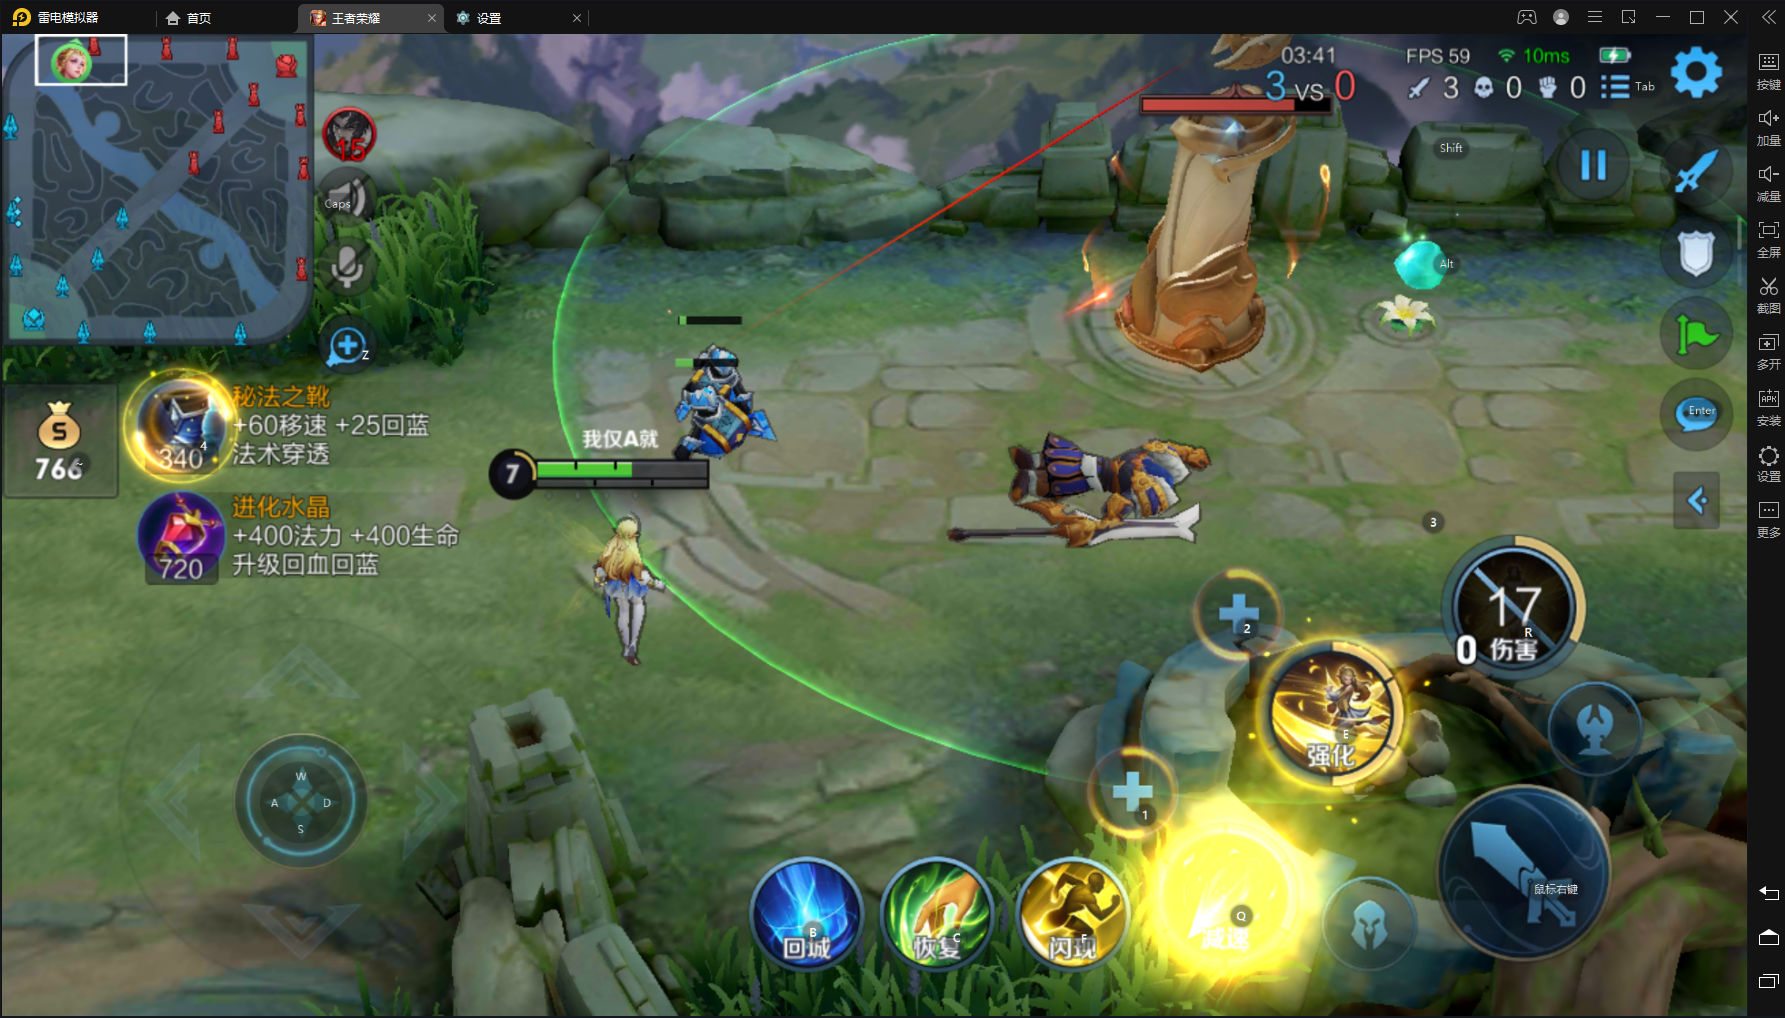 雷电模拟器
首页
王者荣耀
设置
03:41
FPS 59
10ms
3 VS 0
3
0
0
Tab
15
Caps
Shift
Alt
Z
Enter
按键
加量
减量
全屏
截图
多开
APK
安装
设置
更多
秘法之靴
+60移速 +25回蓝
法术穿透
340
4
S
766
~
进化水晶
+400法力 +400生命
升级回血回蓝
720
我仅A就
7
3
17
R
0 伤害
2
E
强化
1
W
A
D
S
B
回城
C
恢复
F
闪现
Q
减速
鼠标右键